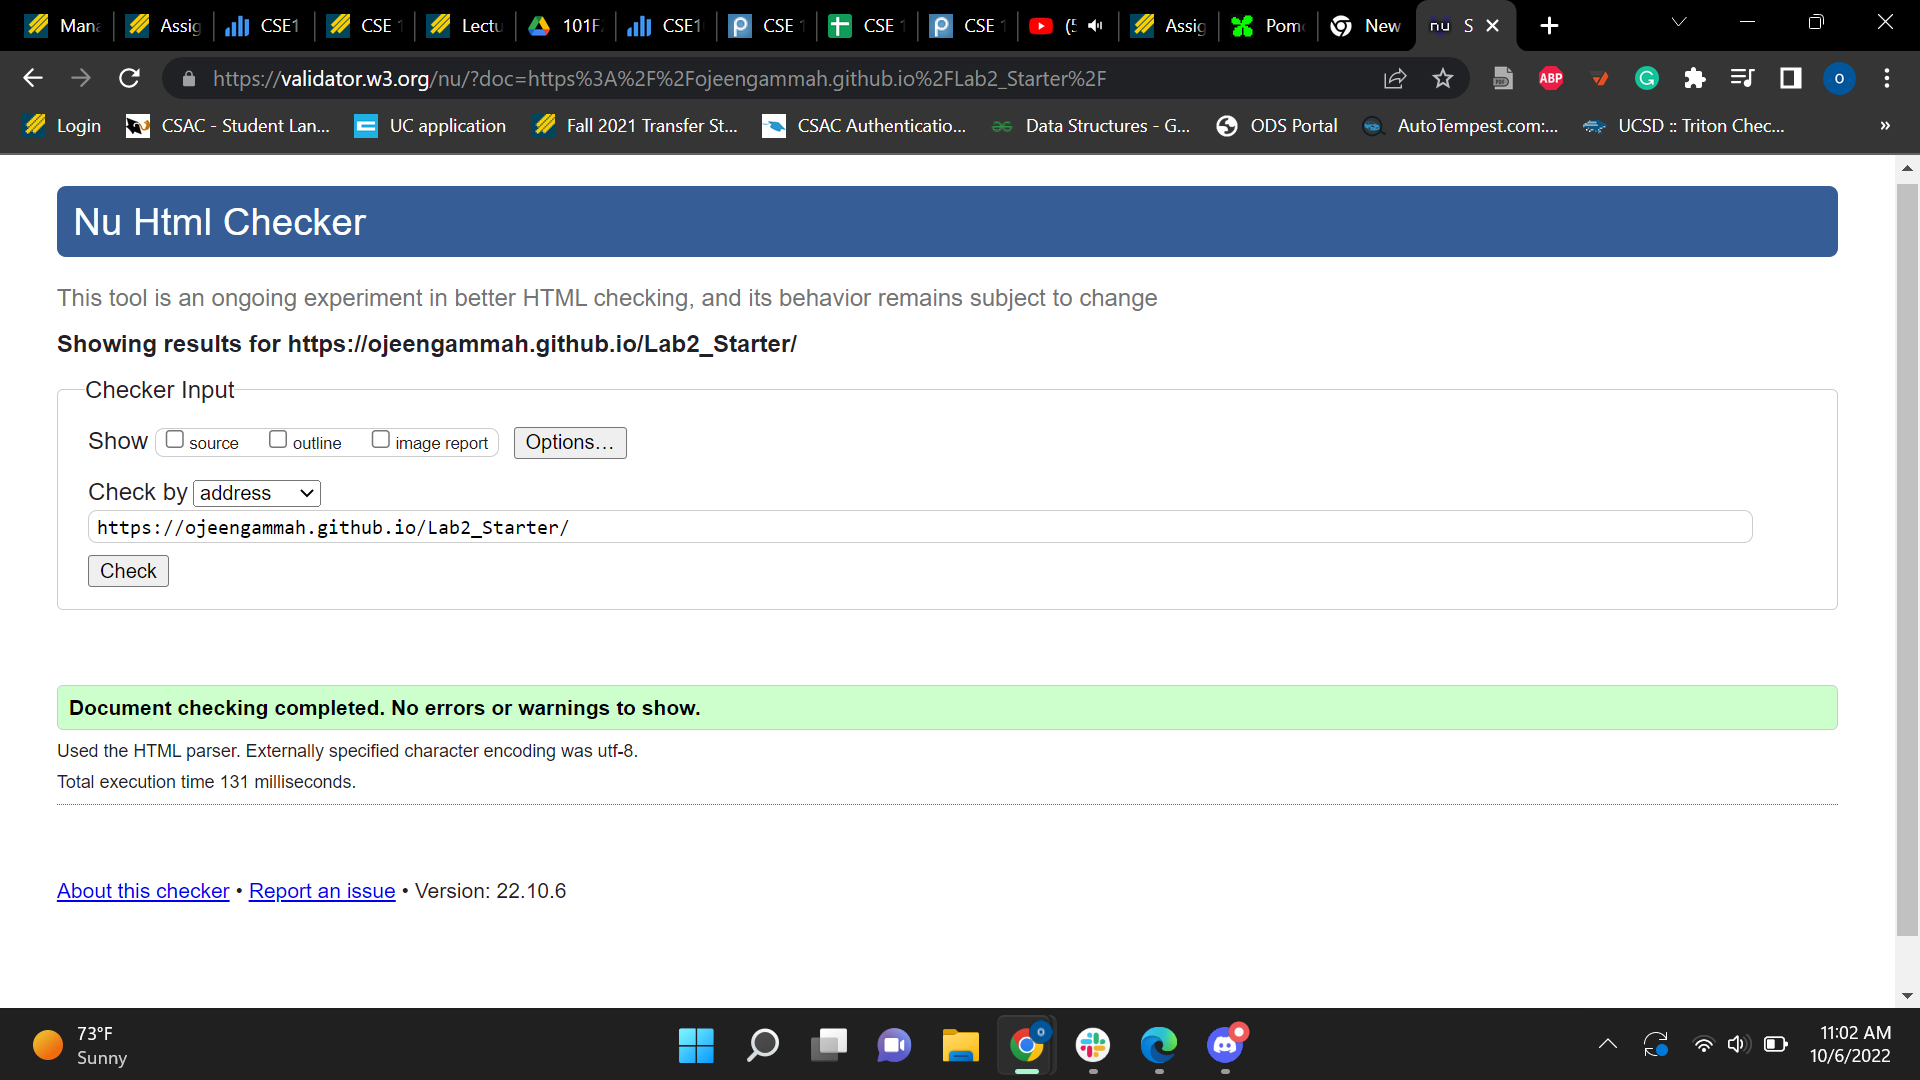 Mana
Assig
CSE1
CSE 1
Lectu
101F
CSE1
CSE 1
CSE 1
CSE 1
(5
Assig
Pomo
New
nu S
https://validator.w3.org/nu/?doc=https%3A%2F%2Fojeengammah.github.io%2FLab2_Starter%2F
PDF
ABP
O
Login
CSAC - Student Lan...
UC application
Fall 2021 Transfer St...
CSAC Authenticatio...
Data Structures - G...
ODS Portal
AutoTempest.com:...
UCSD :: Triton Chec...
»
Nu Html Checker
This tool is an ongoing experiment in better HTML checking, and its behavior remains subject to change
Showing results for https://ojeengammah.github.io/Lab2_Starter/
Checker Input
Show source outline image report Options...
Check by address
https://ojeengammah.github.io/Lab2_Starter/
Check
Document checking completed. No errors or warnings to show.
Used the HTML parser. Externally specified character encoding was utf-8.
Total execution time 131 milliseconds.
About this checker • Report an issue • Version: 22.10.6
73°F
Sunny
11:02 AM
10/6/2022